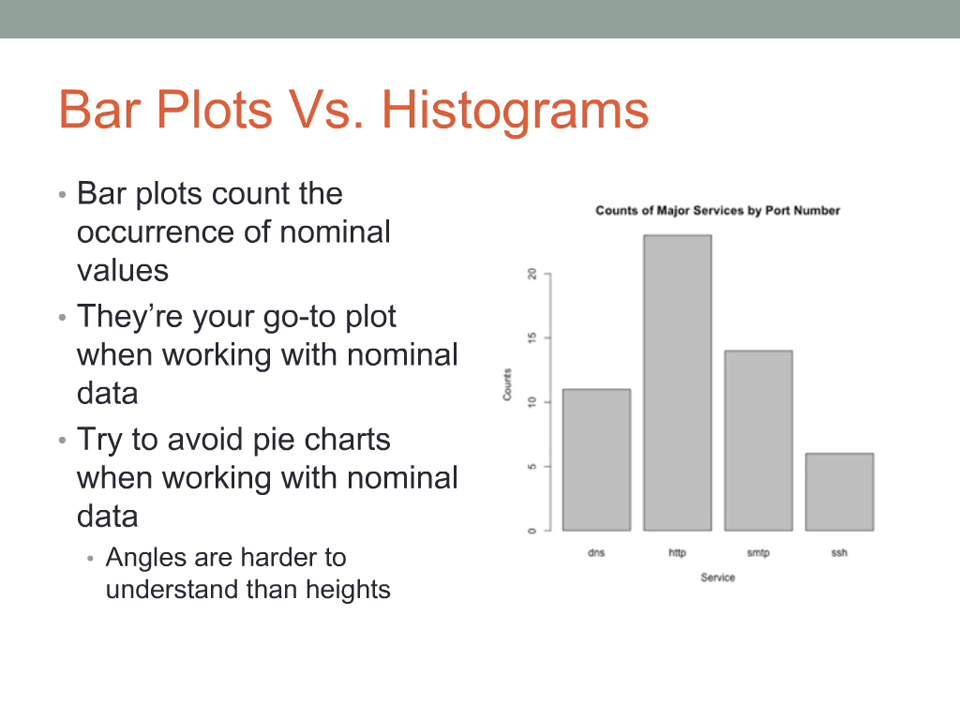 Bar Plots Vs. Histograms
• Bar plots count the
occurrence of nominal
values
• They’re your go-to plot
when working with nominal
data
• Try to avoid pie charts
when working with nominal
data
• Angles are harder to
understand than heights
Counts of Major Services by Port Number
Counts
20
15
10
5
0
dns http smtp ssh
Service